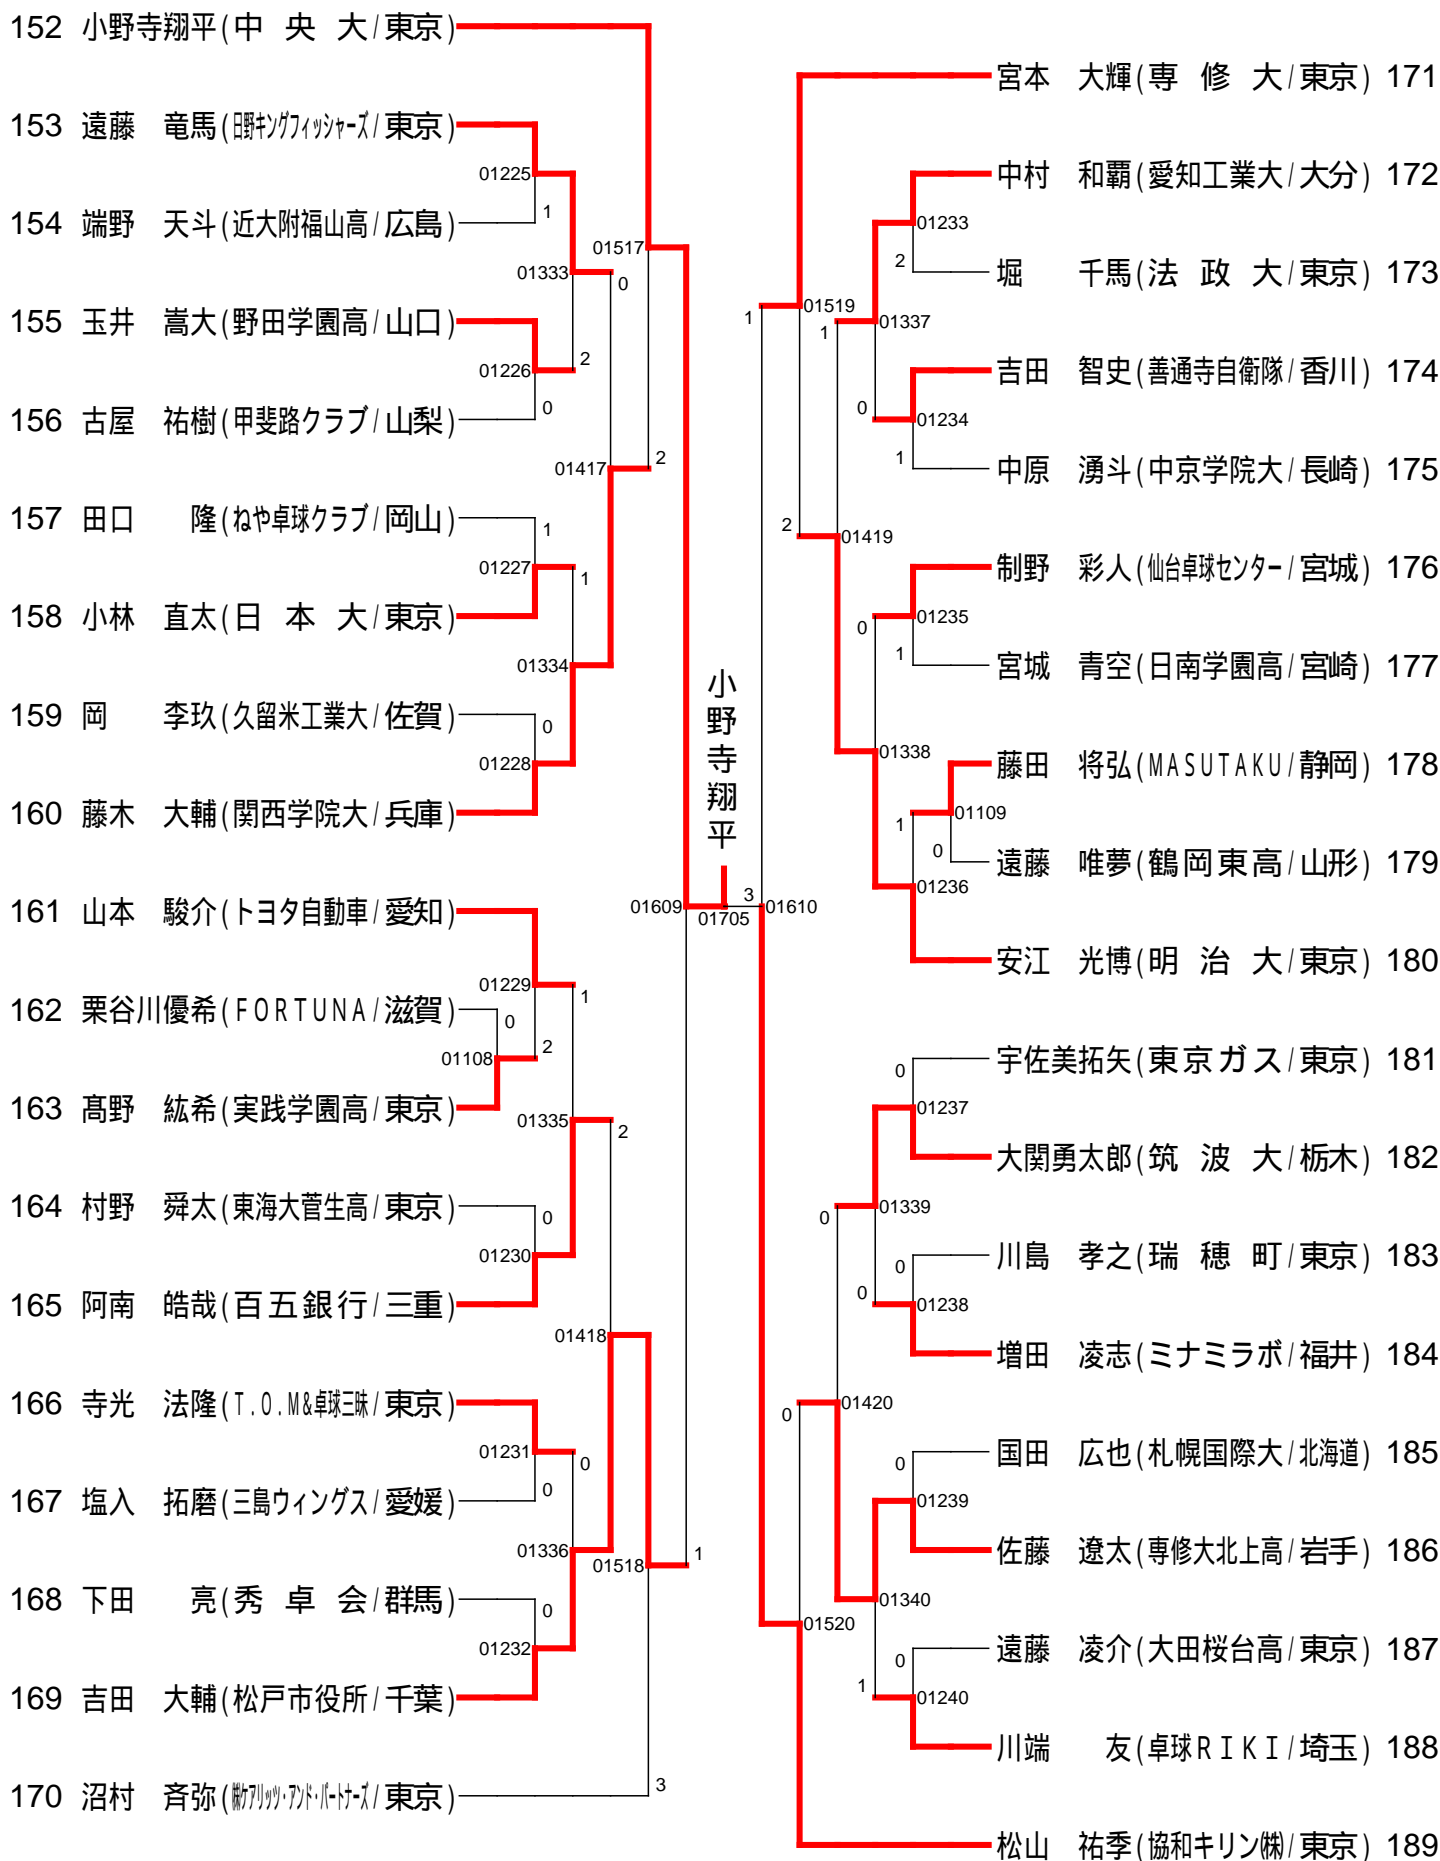 152 小野寺翔平(中 央 大/東京)
153 遠藤 竜馬(日野キングフィッシャーズ/東京)
01225
1
154 端野 天斗(近大附福山高/広島)
01517
01333
0
155 玉井 嵩大(野田学園高/山口)
2
01226
0
156 古屋 祐樹(甲斐路クラブ/山梨)
01417
2
157 田口 隆(ねや卓球クラブ/岡山)
1
01227
1
158 小林 直太(日 本 大/東京)
01334
159 岡 李玖(久留米工業大/佐賀)
0
01228
160 藤木 大輔(関西学院大/兵庫)
161 山本 駿介(トヨタ自動車/愛知)
01229
1
162 栗谷川優希(FORTUNA/滋賀)
0
2
01108
163 髙野 紘希(実践学園高/東京)
01335
2
164 村野 舜太(東海大菅生高/東京)
0
01230
165 阿南 皓哉(百五銀行/三重)
01418
166 寺光 法隆(T.O.M&卓球三昧/東京)
01231
0
0
167 塩入 拓磨(三島ウィングス/愛媛)
01336
01518
1
168 下田 亮(秀 卓 会/群馬)
0
01232
169 吉田 大輔(松戸市役所/千葉)
3
170 沼村 斉弥(㈱ケアリッツ・アンド・パートナーズ/東京)
小野寺翔平
01609
01705
3
01610
宮本 大輝(専 修 大/東京) 171
中村 和覇(愛知工業大/大分) 172
01233
2
堀 千馬(法 政 大/東京) 173
1
01519
1
01337
吉田 智史(善通寺自衛隊/香川) 174
0
01234
1
中原 湧斗(中京学院大/長崎) 175
2
01419
制野 彩人(仙台卓球センター/宮城) 176
0
01235
1
宮城 青空(日南学園高/宮崎) 177
01338
藤田 将弘(MASUTAKU/静岡) 178
01109
1
0
遠藤 唯夢(鶴岡東高/山形) 179
01236
安江 光博(明 治 大/東京) 180
宇佐美拓矢(東京ガス/東京) 181
0
01237
大関勇太郎(筑 波 大/栃木) 182
0
01339
川島 孝之(瑞 穂 町/東京) 183
0
0
01238
増田 凌志(ミナミラボ/福井) 184
0
01420
国田 広也(札幌国際大/北海道) 185
0
01239
佐藤 遼太(専修大北上高/岩手) 186
01340
01520
遠藤 凌介(大田桜台高/東京) 187
0
1
01240
川端 友(卓球RIKI/埼玉) 188
松山 祐季(協和キリン㈱/東京) 189